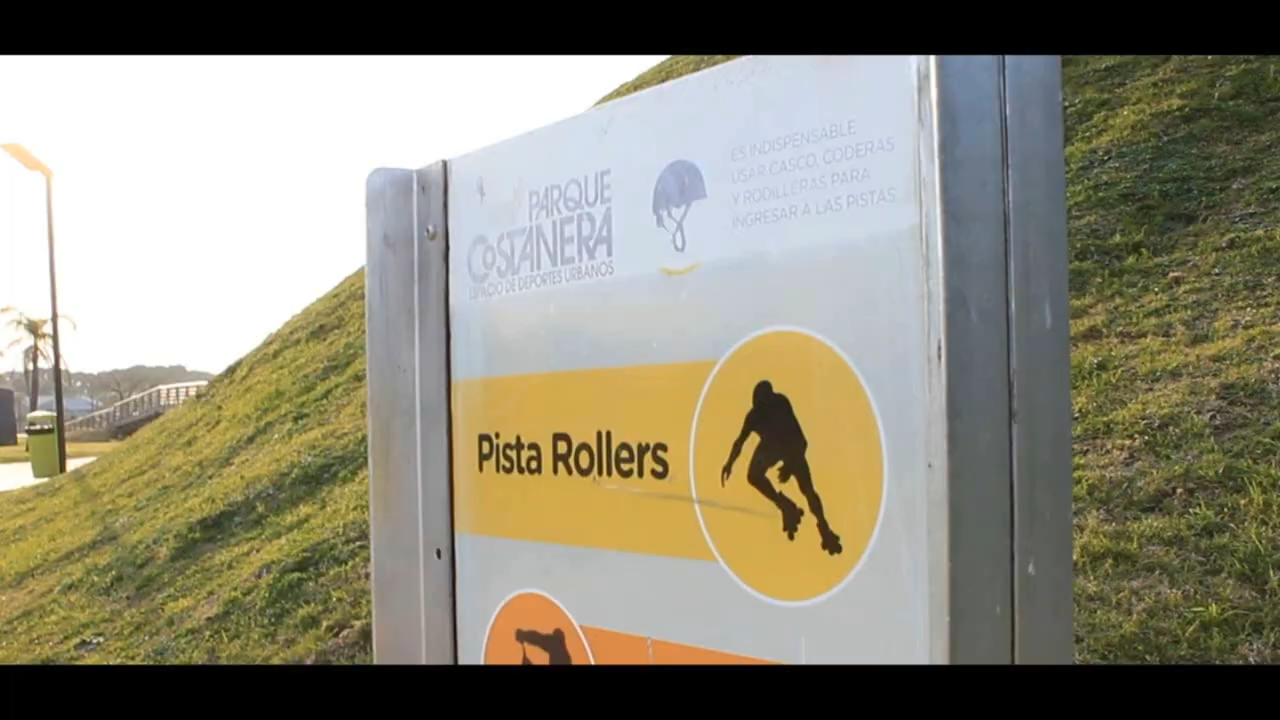 PARQUE
COSTANERA
ESPACIO DE DEPORTES URBANOS
ES INDISPENSABLE
USAR CASCO, CODERAS
Y RODILLERAS PARA
INGRESAR A LAS PISTAS
Pista Rollers